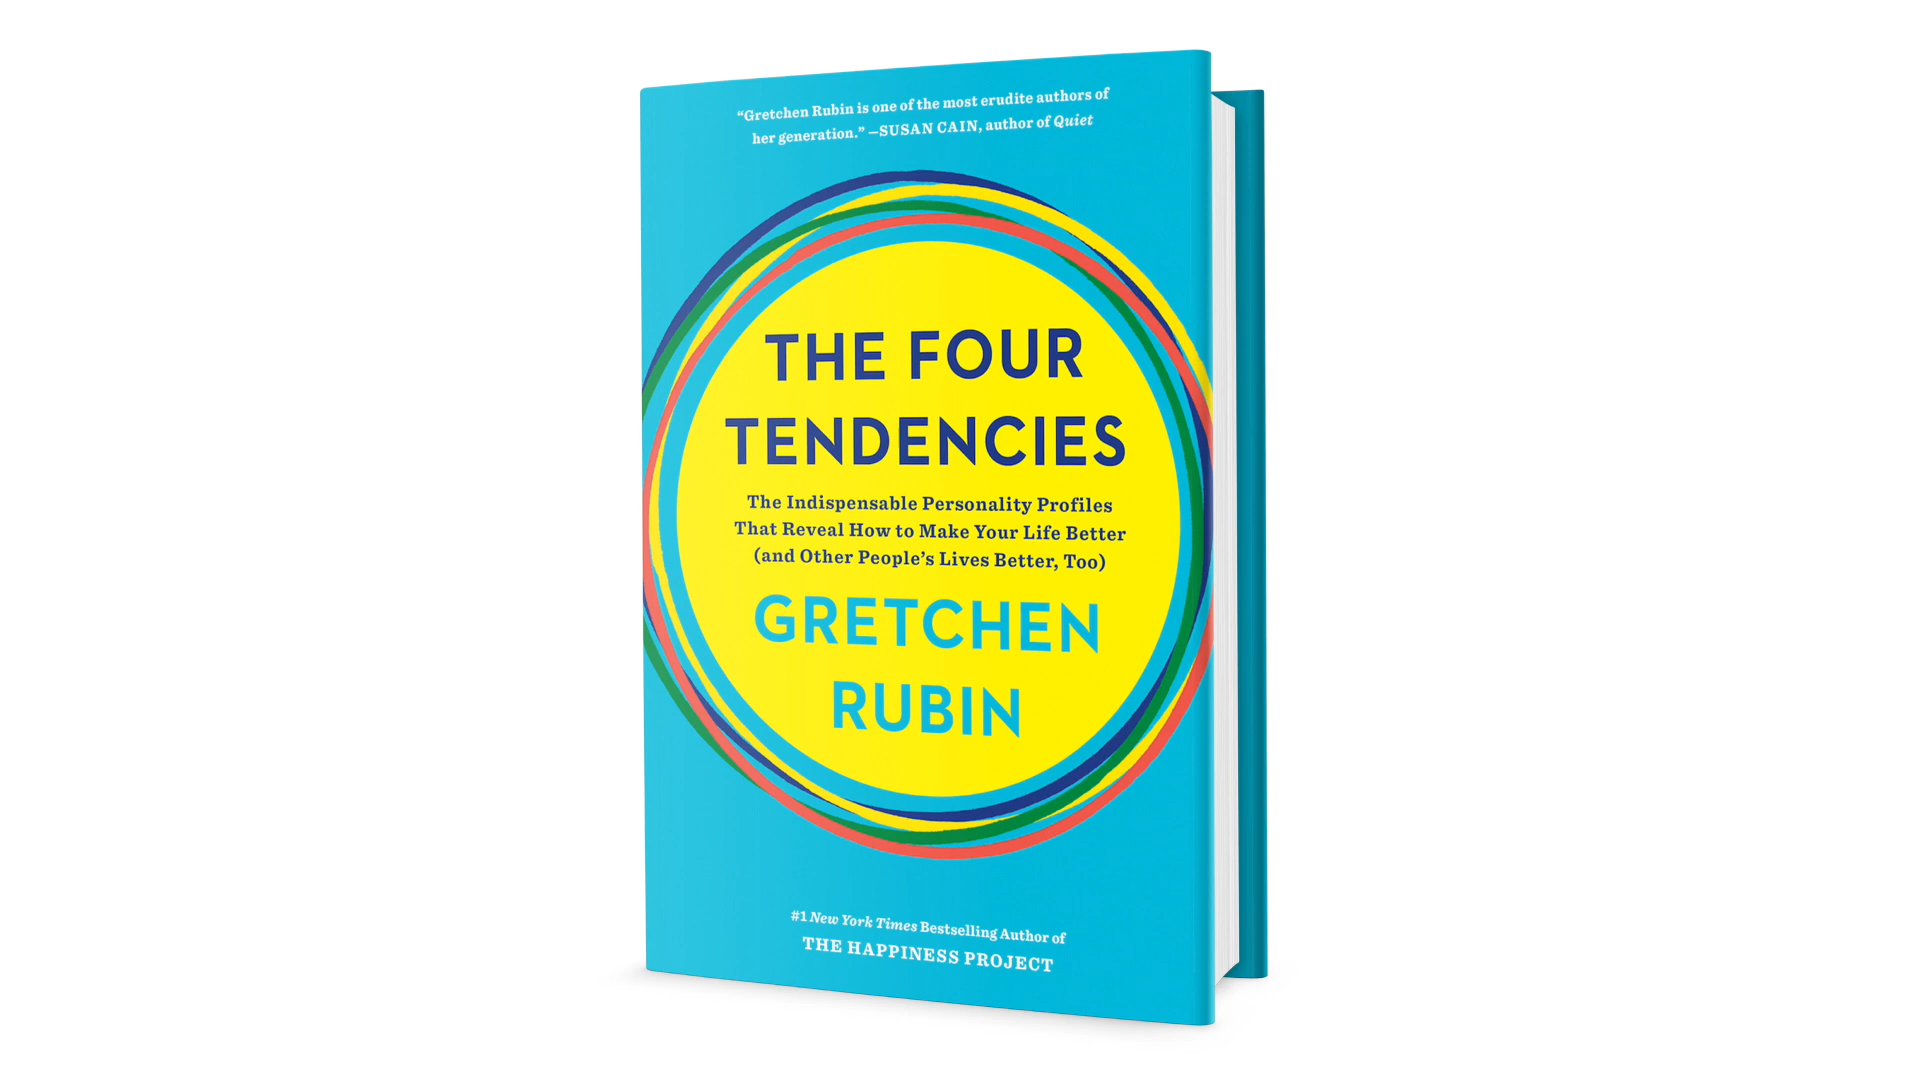 “Gretchen Rubin is one of the most erudite authors of
her generation.” —SUSAN CAIN, author of Quiet
THE FOUR
TENDENCIES
The Indispensable Personality Profiles
That Reveal How to Make Your Life Better
(and Other People’s Lives Better, Too)
GRETCHEN
RUBIN
#1 New York Times Bestselling Author of
THE HAPPINESS PROJECT